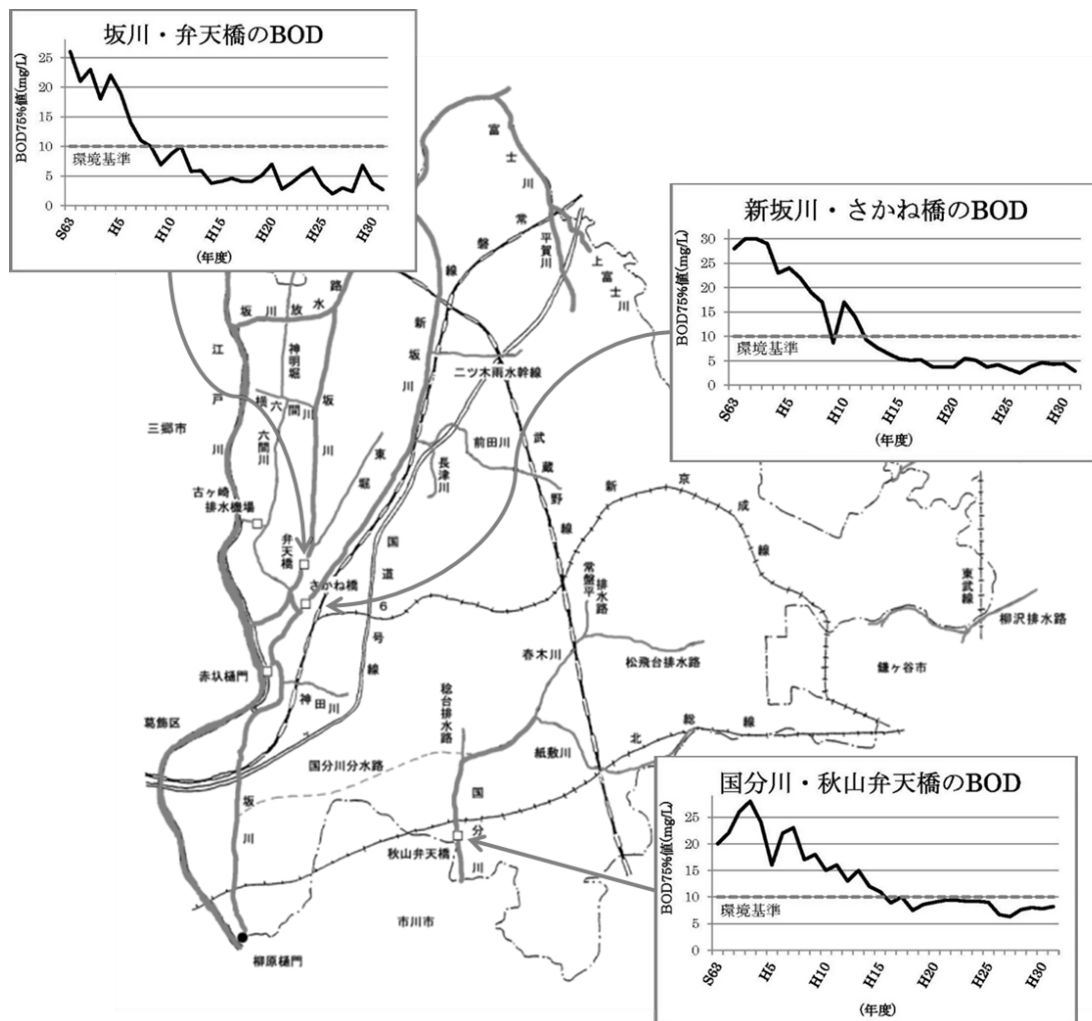 坂川・弁天橋のBOD
BOD75%値(mg/L)
25
20
15
10
5
0
環境基準
S63
H5
H10
H15
H20
H25
H30
(年度)
新坂川・さかね橋のBOD
BOD75%値(mg/L)
30
25
20
15
10
5
0
環境基準
S63
H5
H10
H15
H20
H25
H30
(年度)
富士川
常磐線
平賀川
上富士川
坂川放水路
新坂川
江戸川
神明堀
二ツ木雨水幹線
横六間川
坂川
三郷市
六間川
東堀
前田川
長津川
武蔵野線
新京成線
古ヶ崎
排水機場
弁天橋
国道6号線
さかね橋
常盤平
排水路
東武線
柳沢排水路
春木川
松飛台排水路
鎌ヶ谷市
赤圦樋門
神田川
稔台排水路
葛飾区
北総線
紙敷川
国分川分水路
坂川
国分川
秋山弁天橋
市川市
柳原樋門
国分川・秋山弁天橋のBOD
BOD75%値(mg/L)
25
20
15
10
5
0
環境基準
S63
H5
H10
H15
H20
H25
H30
(年度)